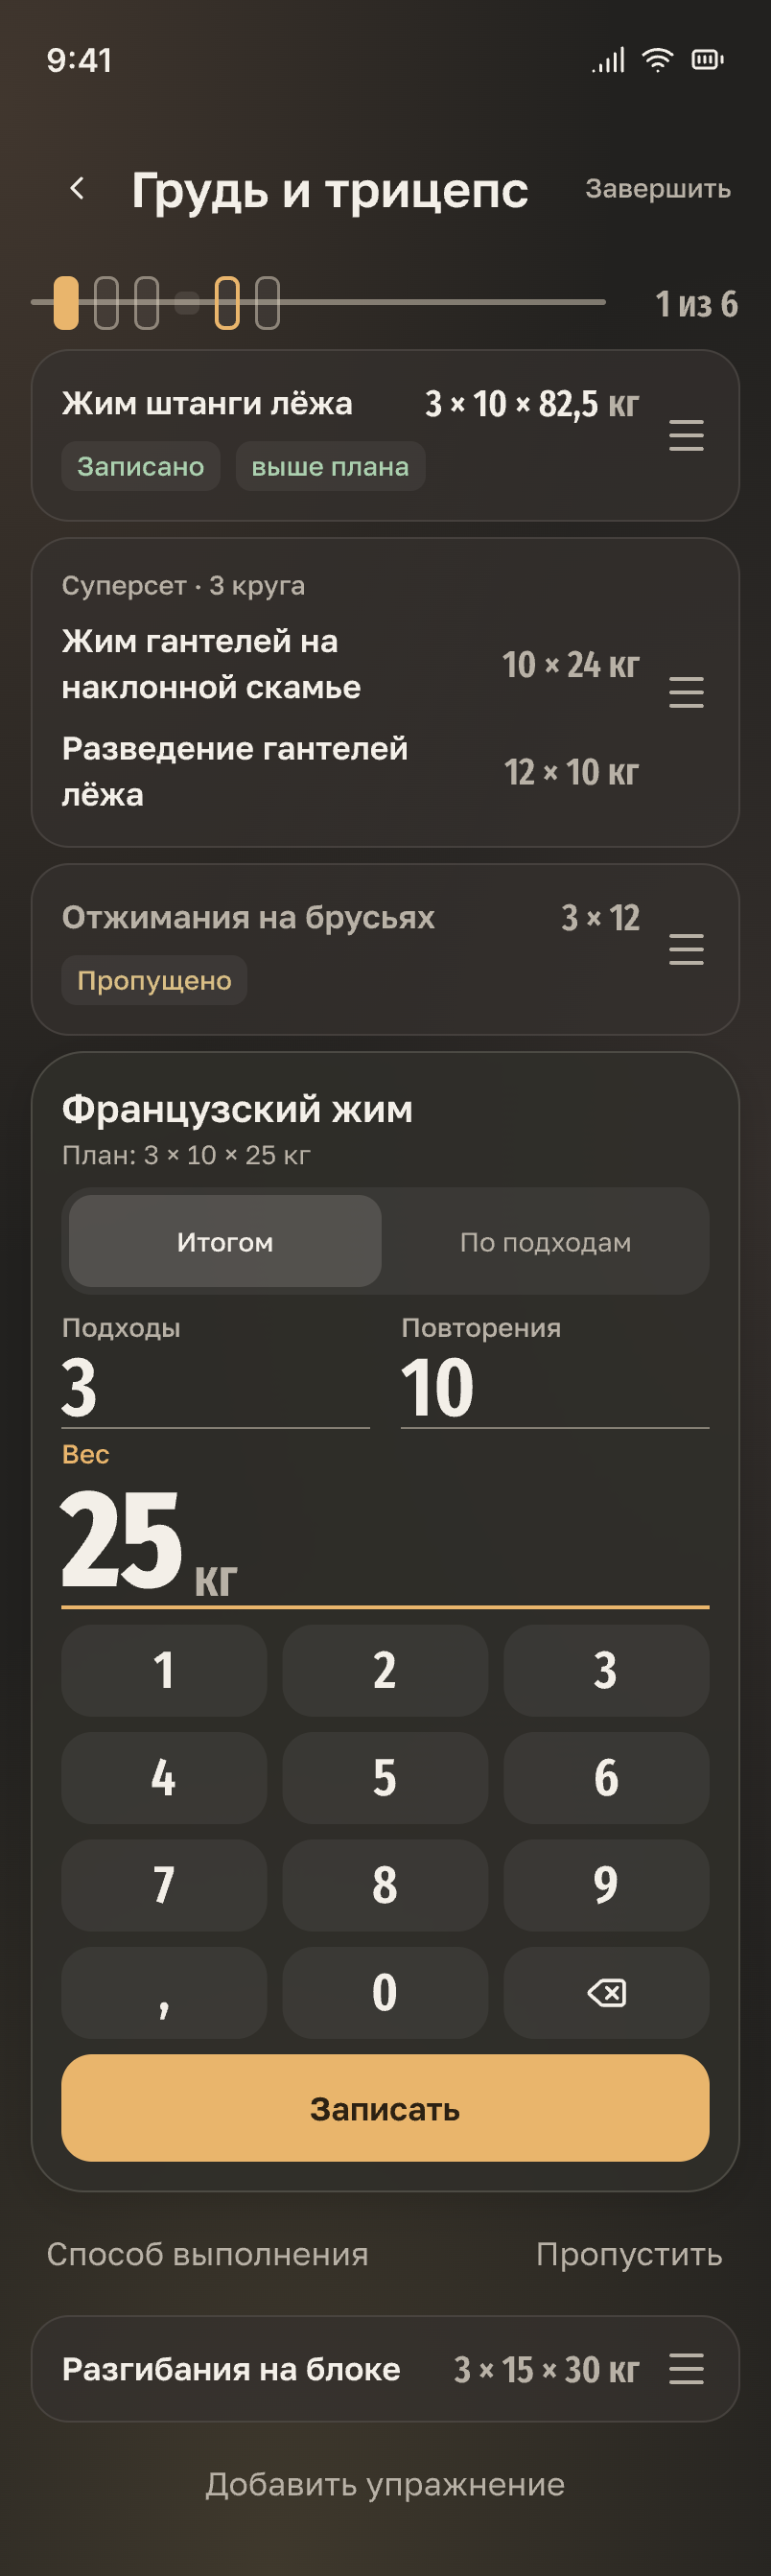 9:41
Грудь и трицепс
Завершить
1 из 6
Жим штанги лёжа
3 × 10 × 82,5 кг
Записано
выше плана
Суперсет · 3 круга
Жим гантелей на
наклонной скамье
10 × 24 кг
Разведение гантелей
лёжа
12 × 10 кг
Отжимания на брусьях
3 × 12
Пропущено
Французский жим
План: 3 × 10 × 25 кг
Итогом
По подходам
Подходы
Повторения
3
10
Вес
25 кг
1
2
3
4
5
6
7
8
9
,
0
Записать
Способ выполнения
Пропустить
Разгибания на блоке
3 × 15 × 30 кг
Добавить упражнение